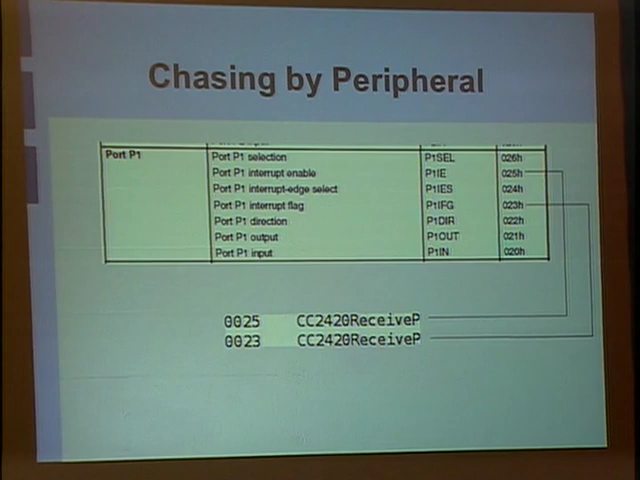 Chasing by Peripheral
Port P1 Port P1 selection P1SEL 026h
Port P1 interrupt enable P1IE 025h
Port P1 interrupt-edge select P1IES 024h
Port P1 interrupt flag P1IFG 023h
Port P1 direction P1DIR 022h
Port P1 output P1OUT 021h
Port P1 input P1IN 020h
0025 CC2420ReceiveP
0023 CC2420ReceiveP